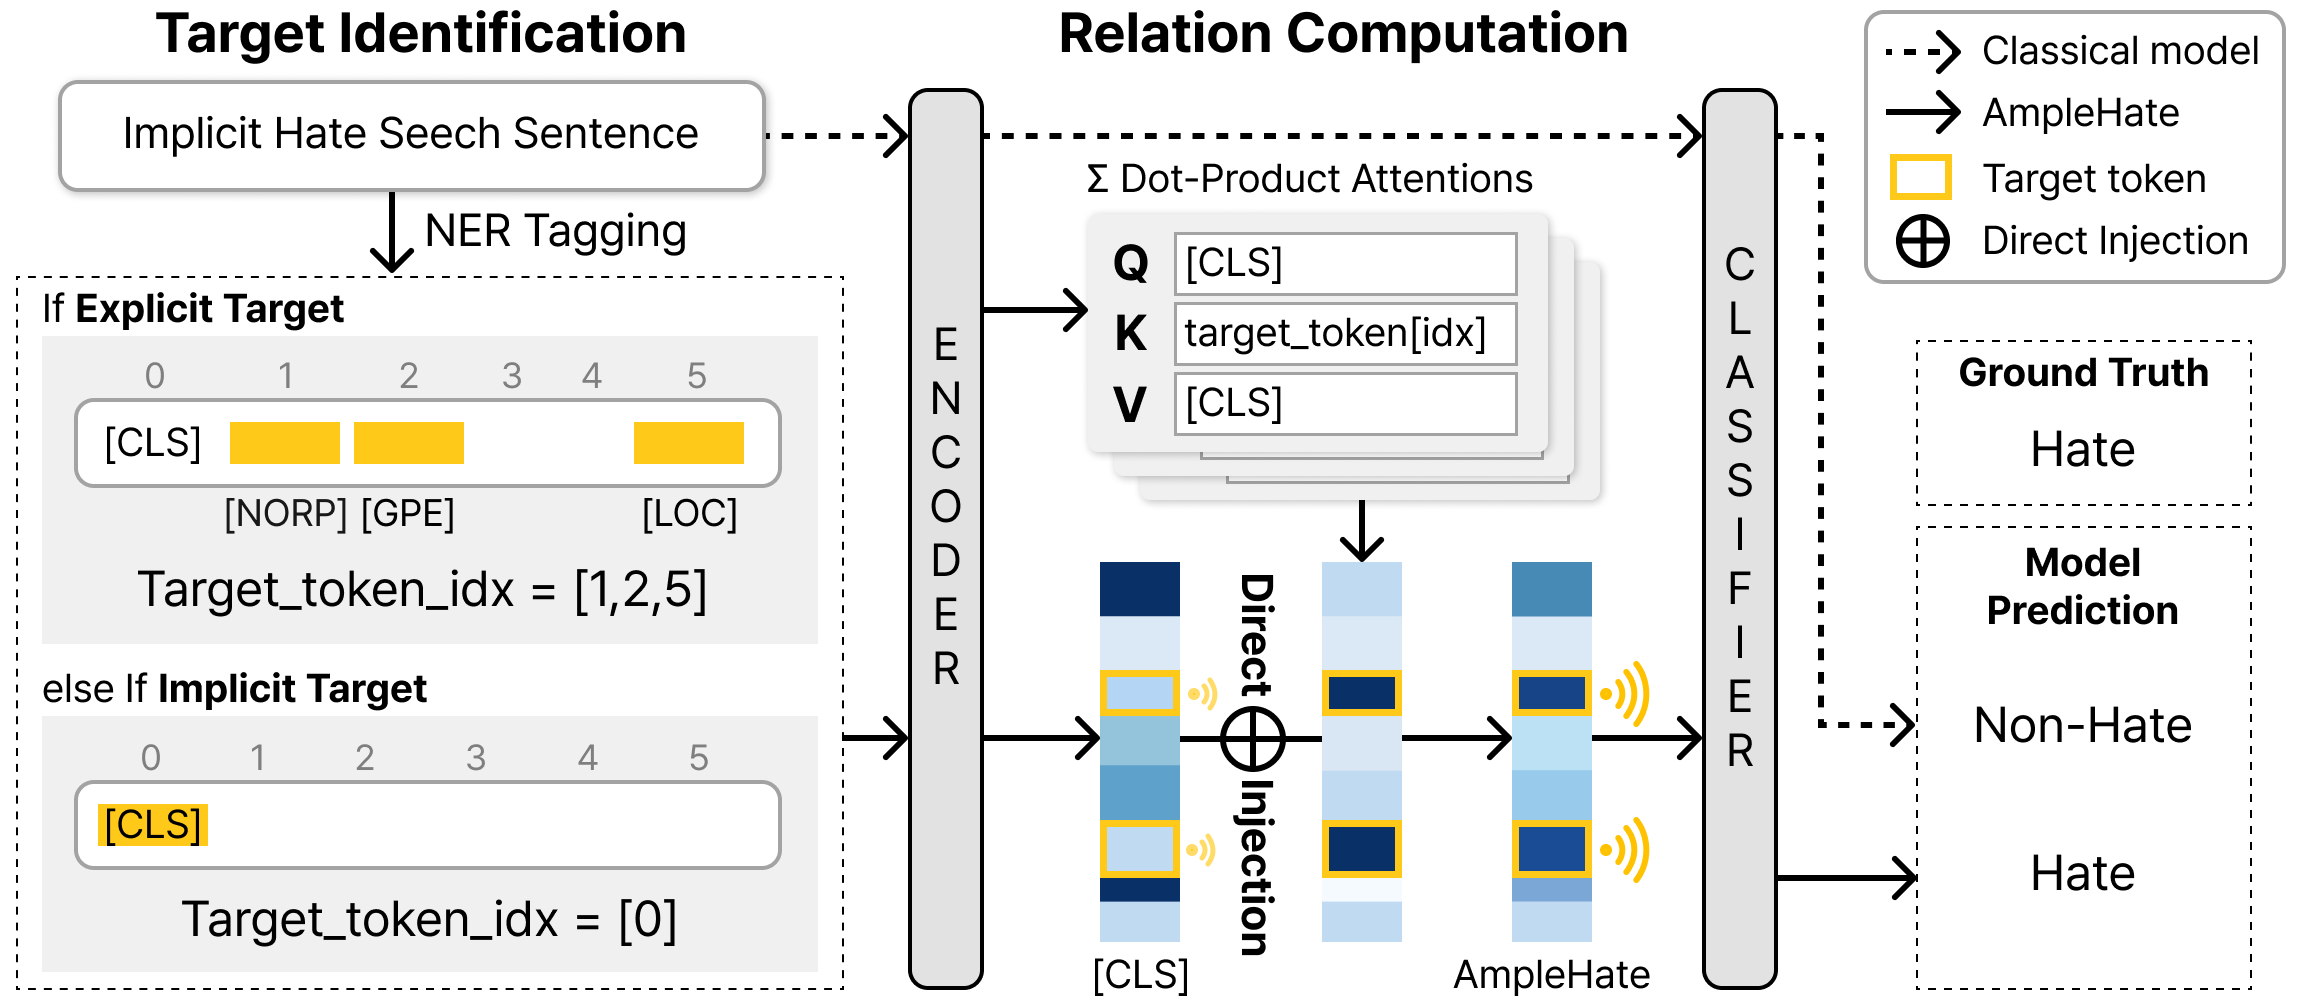 Target Identification
Implicit Hate Seech Sentence
NER Tagging
If Explicit Target
0 1 2 3 4 5
[CLS]
[NORP] [GPE] [LOC]
Target_token_idx = [1,2,5]
else If Implicit Target
0 1 2 3 4 5
[CLS]
Target_token_idx = [0]
ENCODER
Relation Computation
Σ Dot-Product Attentions
Q [CLS]
K target_token[idx]
V [CLS]
Direct Injection
[CLS]
AmpleHate
CLASSIFIER
Classical model
AmpleHate
Target token
Direct Injection
Ground Truth
Hate
Model
Prediction
Non-Hate
Hate